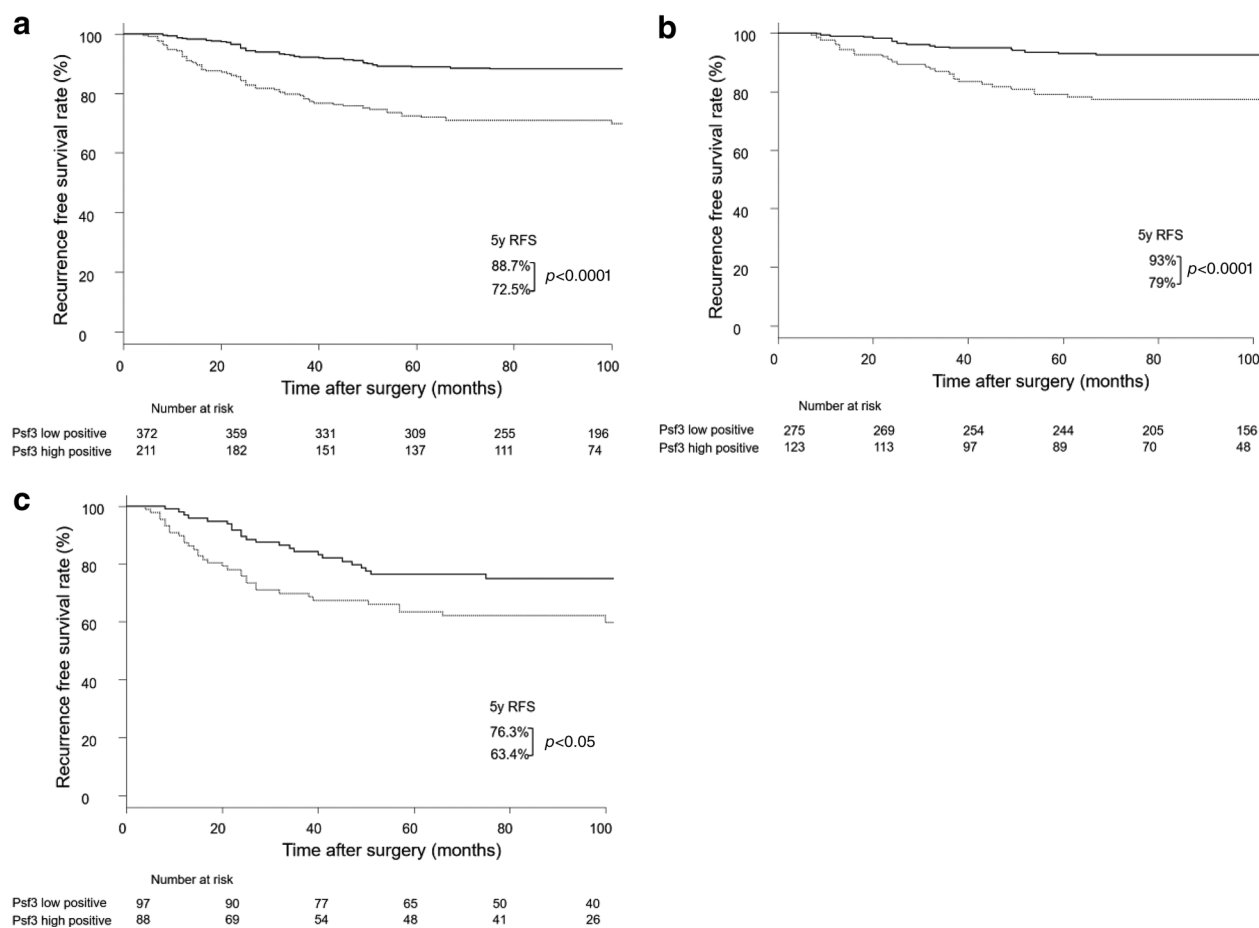 a
Recurrence free survival rate (%)
100
80
60
40
20
0
5y RFS
88.7%
72.5%
p<0.0001
0 20 40 60 80 100
Time after surgery (months)
Number at risk
Psf3 low positive 372 359 331 309 255 196
Psf3 high positive 211 182 151 137 111 74
b
Recurrence free survival rate (%)
100
80
60
40
20
0
5y RFS
93%
79%
p<0.0001
0 20 40 60 80 100
Time after surgery (months)
Number at risk
Psf3 low positive 275 269 254 244 205 156
Psf3 high positive 123 113 97 89 70 48
c
Recurrence free survival rate (%)
100
80
60
40
20
0
5y RFS
76.3%
63.4%
p<0.05
0 20 40 60 80 100
Time after surgery (months)
Number at risk
Psf3 low positive 97 90 77 65 50 40
Psf3 high positive 88 69 54 48 41 26